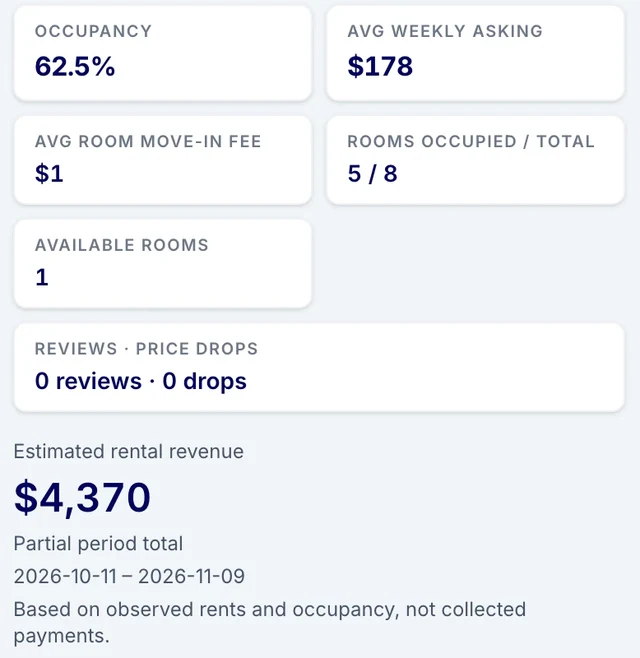 OCCUPANCY
62.5%
AVG WEEKLY ASKING
$178
AVG ROOM MOVE-IN FEE
$1
ROOMS OCCUPIED / TOTAL
5 / 8
AVAILABLE ROOMS
1
REVIEWS · PRICE DROPS
0 reviews · 0 drops
Estimated rental revenue
$4,370
Partial period total
2026-10-11 – 2026-11-09
Based on observed rents and occupancy, not collected
payments.